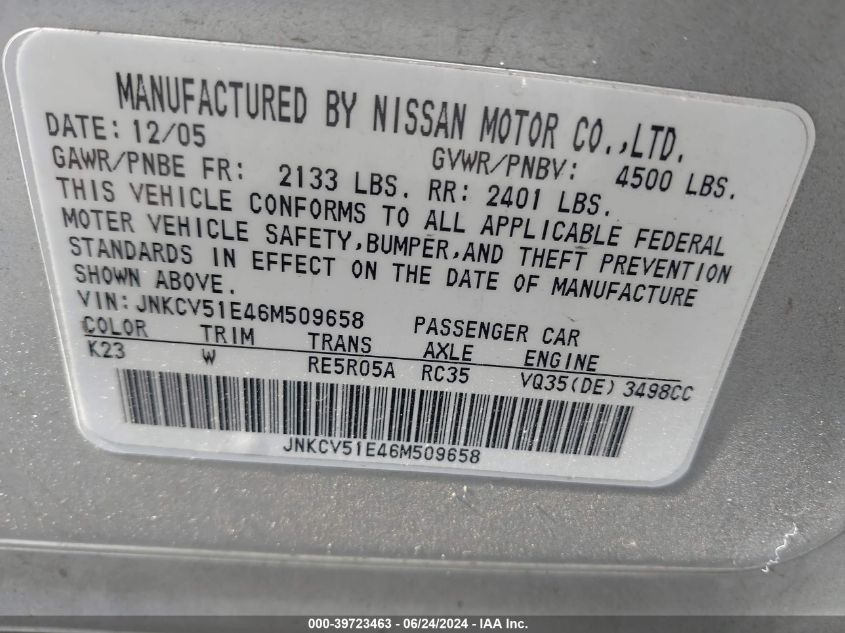 MANUFACTURED BY NISSAN MOTOR CO.,LTD.
DATE: 12/05 GVWR/PNBV: 4500 LBS.
GAWR/PNBE FR: 2133 LBS. RR: 2401 LBS.
THIS VEHICLE CONFORMS TO ALL APPLICABLE FEDERAL
MOTER VEHICLE SAFETY,BUMPER,AND THEFT PREVENTION
STANDARDS IN EFFECT ON THE DATE OF MANUFACTURE
SHOWN ABOVE.
VIN: JNKCV51E46M509658 PASSENGER CAR
COLOR TRIM TRANS AXLE ENGINE
K23 W RE5R05A RC35 VQ35(DE) 3498CC
JNKCV51E46M509658
000-39723463 - 06/24/2024 - IAA Inc.